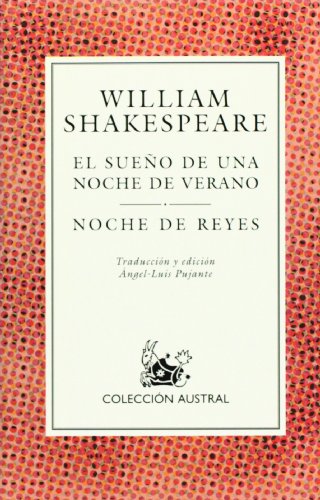 WILLIAM
SHAKESPEARE
EL SUEÑO DE UNA
NOCHE DE VERANO
NOCHE DE REYES
Traducción y edición
Ángel-Luis Pujante
COLECCIÓN AUSTRAL